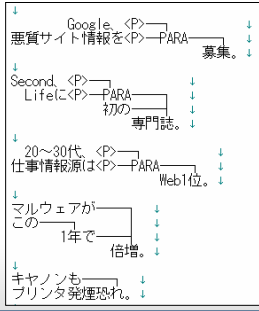 ↓
Google、<P>─┐ ↓
悪質サイト情報を<P>─PARA─┐ ↓
募集。↓
↓
Second、<P>─┐ ↓
Lifeに<P>─PARA─┐ ↓
初の─┤ ↓
専門誌。↓
↓
20～30代、<P>─┐ ↓
仕事情報源は<P>─PARA─┐ ↓
Web1位。↓
↓
マルウェアが─┐ ↓
この─┐ │ ↓
1年で─┤ ↓
倍増。↓
↓
キヤノンも─┐ ↓
プリンタ発煙恐れ。↓